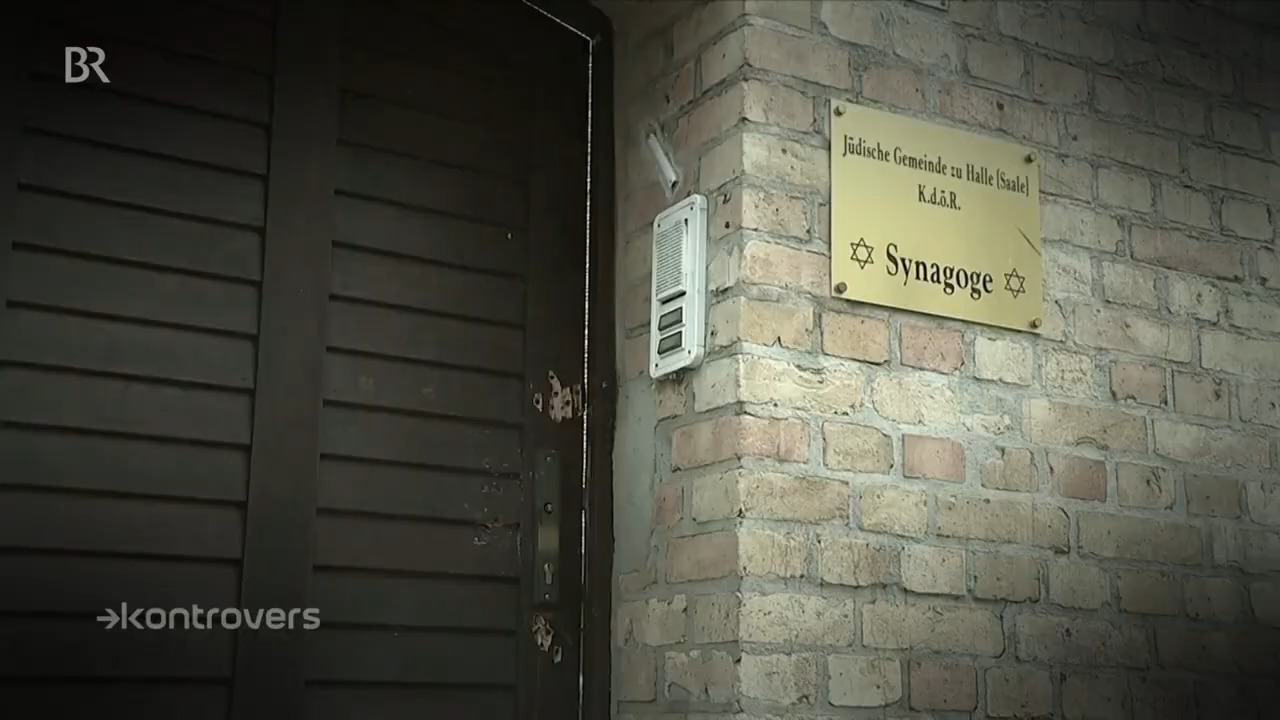 BR
Jüdische Gemeinde zu Halle (Saale)
K.d.ö.R.
✡ Synagoge ✡
kontrovers